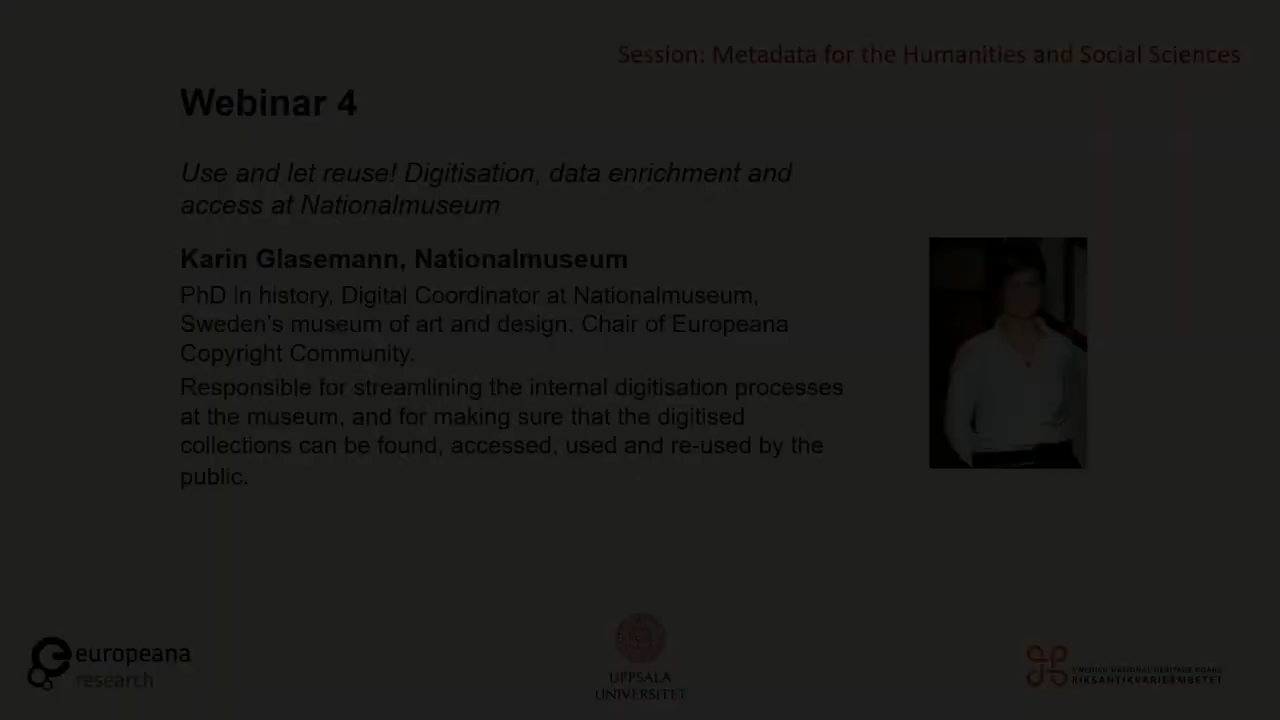 Session: Metadata for the Humanities and Social Sciences
Webinar 4
Use and let reuse! Digitisation, data enrichment and
access at Nationalmuseum
Karin Glasemann, Nationalmuseum
PhD in history, Digital Coordinator at Nationalmuseum,
Sweden's museum of art and design. Chair of Europeana
Copyright Community.
Responsible for streamlining the internal digitisation processes
at the museum, and for making sure that the digitised
collections can be found, accessed, used and re-used by the
public.
europeana
research
UPPSALA
UNIVERSITET
SWEDISH NATIONAL HERITAGE BOARD
RIKSANTIKVARIEÄMBETET